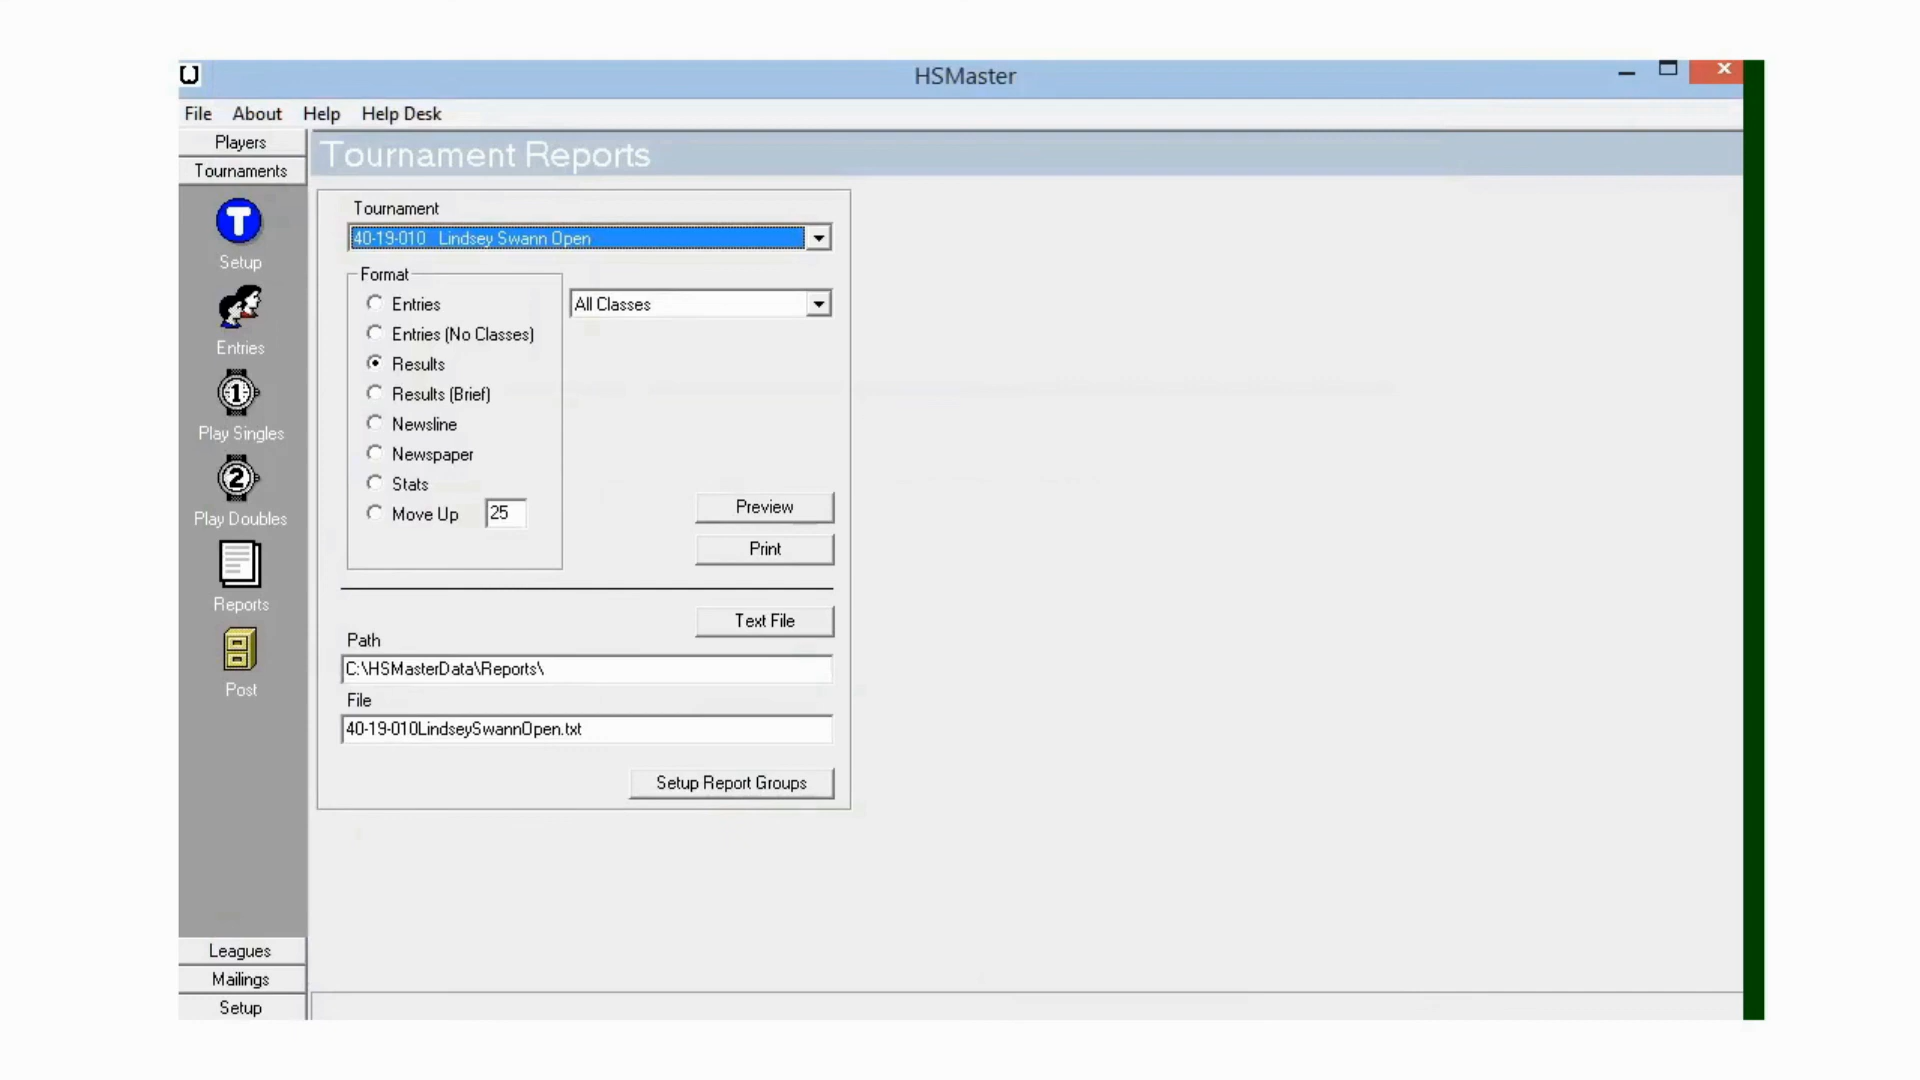 HSMaster
File About Help Help Desk
Players
Tournaments
Setup
Entries
1
Play Singles
2
Play Doubles
Reports
Post
Leagues
Mailings
Setup
Tournament Reports
Tournament
40-19-010 Lindsey Swann Open
Format
Entries
All Classes
Entries (No Classes)
Results
Results (Brief)
Newsline
Newspaper
Stats
Move Up 25
Preview
Print
Text File
Path
C:\HSMasterData\Reports\
File
40-19-010LindseySwannOpen.txt
Setup Report Groups